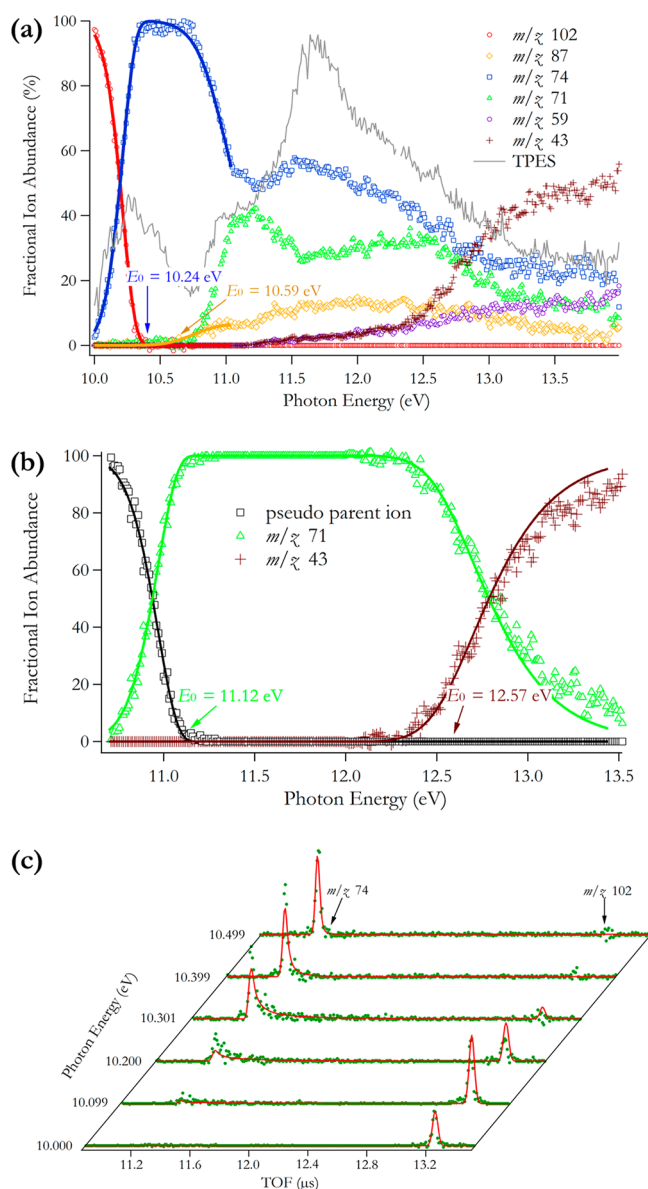 (a)
100
80
60
40
20
0
Fractional Ion Abundance (%)
m/z 102
m/z 87
m/z 74
m/z 71
m/z 59
m/z 43
TPES
E0 = 10.24 eV
E0 = 10.59 eV
10.0 10.5 11.0 11.5 12.0 12.5 13.0 13.5
Photon Energy (eV)
(b)
100
80
60
40
20
0
Fractional Ion Abundance
pseudo parent ion
m/z 71
m/z 43
E0 = 11.12 eV
E0 = 12.57 eV
11.0 11.5 12.0 12.5 13.0 13.5
Photon Energy (eV)
(c)
m/z 74
m/z 102
10.499
10.399
10.301
10.200
10.099
10.000
Photon Energy (eV)
11.2 11.6 12.0 12.4 12.8 13.2
TOF (μs)